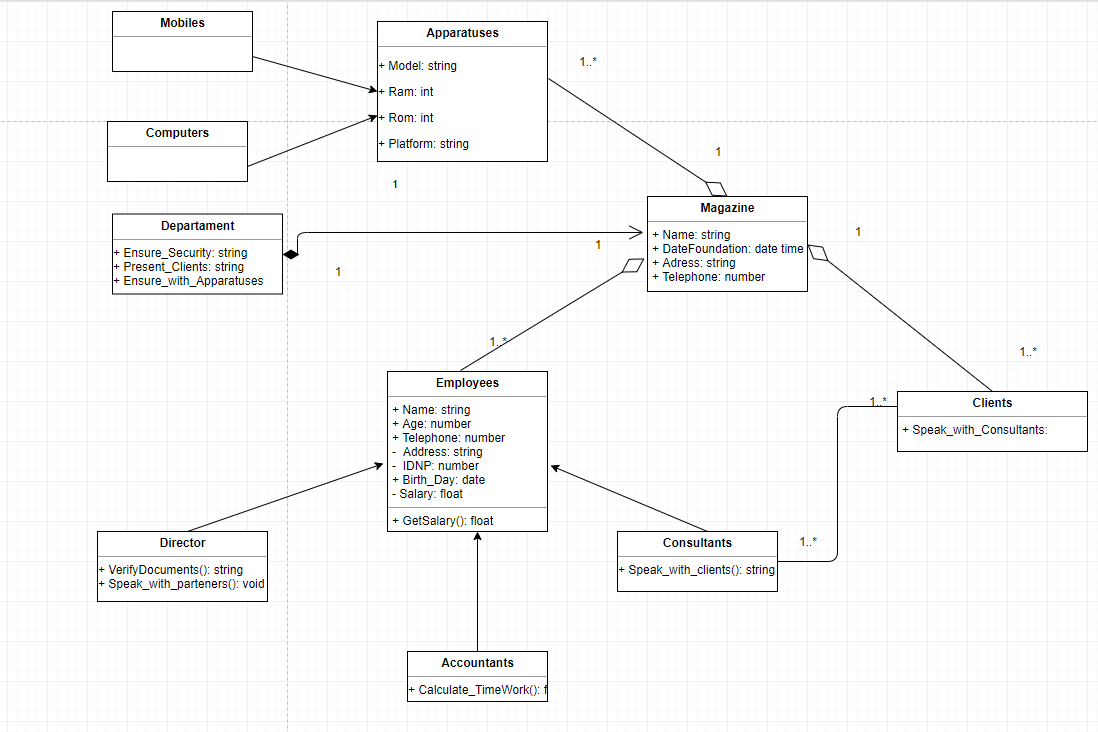 Mobiles
Apparatuses
+ Model: string
+ Ram: int
+ Rom: int
+ Platform: string
1..*
Computers
1
1
Departament
+ Ensure_Security: string
+ Present_Clients: string
+ Ensure_with_Apparatuses
1
1
Magazine
+ Name: string
+ DateFoundation: date time
+ Adress: string
+ Telephone: number
1
1..*
1..*
Employees
+ Name: string
+ Age: number
+ Telephone: number
- Address: string
- IDNP: number
+ Birth_Day: date
- Salary: float
+ GetSalary(): float
1..*
Clients
+ Speak_with_Consultants:
Director
+ VerifyDocuments(): string
+ Speak_with_parteners(): void
Consultants
+ Speak_with_clients(): string
1..*
Accountants
+ Calculate_TimeWork(): f